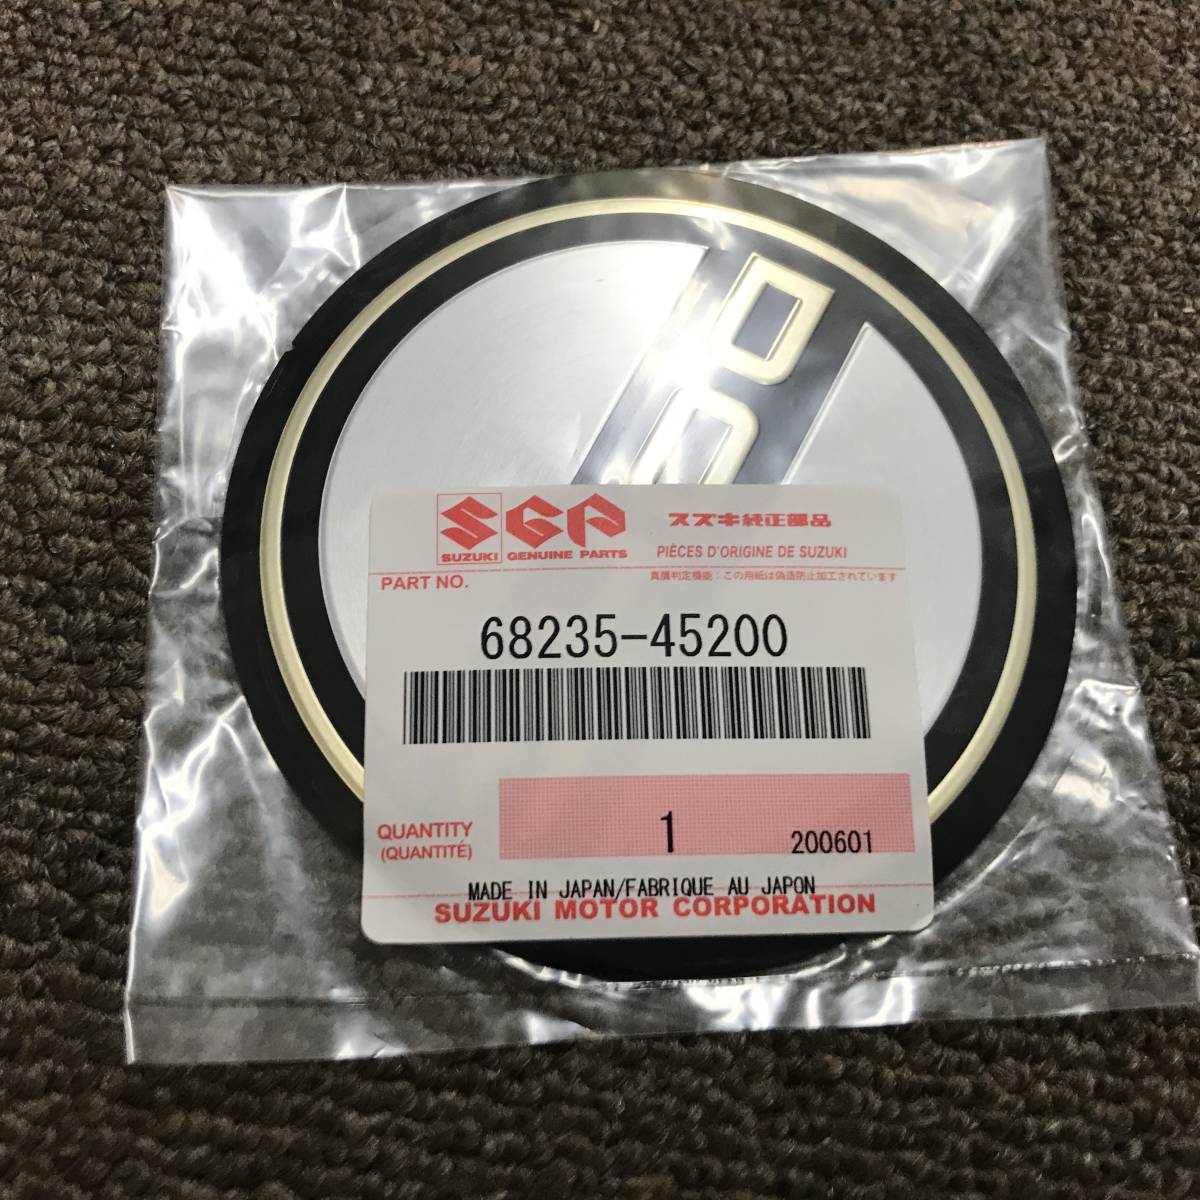 SUZUKI
SGP
GENUINE PARTS
スズキ純正部品
PIÈCES D'ORIGINE DE SUZUKI
PART NO.
真贋判定機能：この用紙は偽造防止加工されています
68235-45200
QUANTITY
(QUANTITÉ)
1
200601
MADE IN JAPAN/FABRIQUE AU JAPON
SUZUKI MOTOR CORPORATION